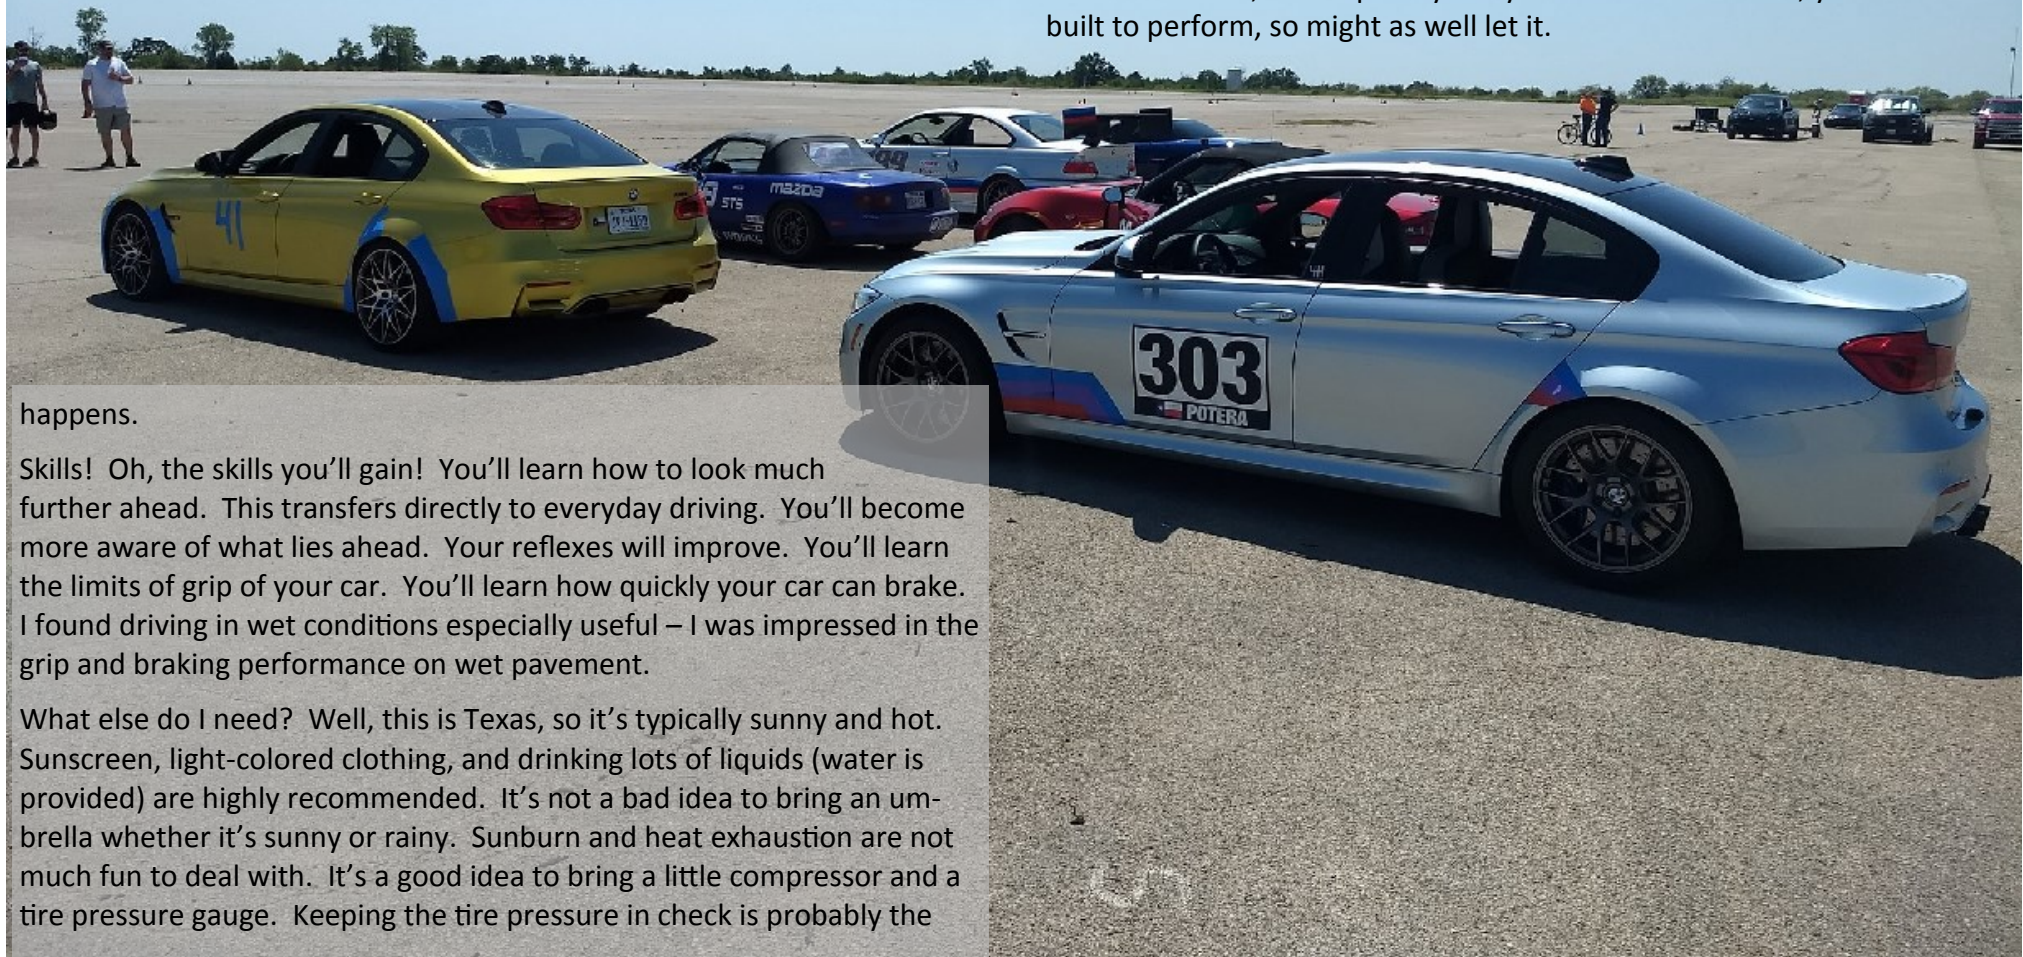 built to perform, so might as well let it.
41
mazda
STS
99
303
POTERA
happens.
Skills!  Oh, the skills you’ll gain!  You’ll learn how to look much
further ahead.  This transfers directly to everyday driving.  You’ll become
more aware of what lies ahead.  Your reflexes will improve.  You’ll learn
the limits of grip of your car.  You’ll learn how quickly your car can brake.
I found driving in wet conditions especially useful – I was impressed in the
grip and braking performance on wet pavement.
What else do I need?  Well, this is Texas, so it’s typically sunny and hot.
Sunscreen, light-colored clothing, and drinking lots of liquids (water is
provided) are highly recommended.  It’s not a bad idea to bring an um-
brella whether it’s sunny or rainy.  Sunburn and heat exhaustion are not
much fun to deal with.  It’s a good idea to bring a little compressor and a
tire pressure gauge.  Keeping the tire pressure in check is probably the
5